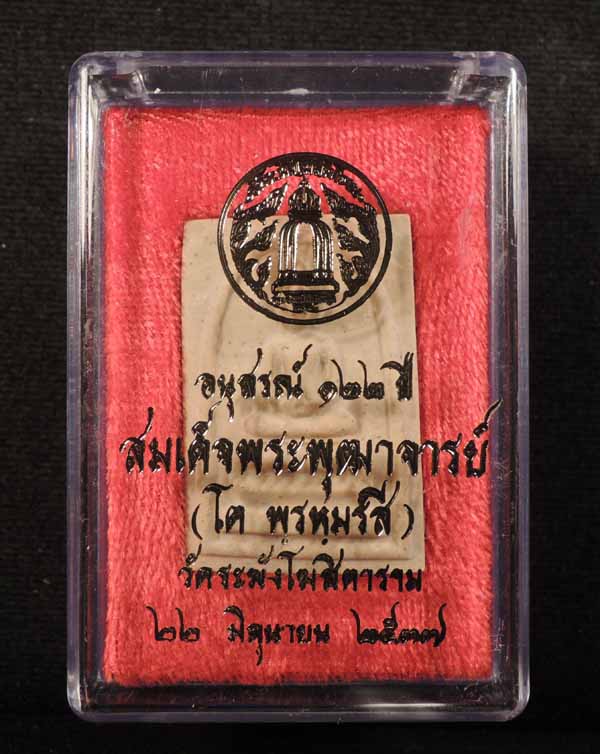 อนุสรณ์ ๑๒๒ ปี
สมเด็จพระพุฒาจารย์
(โต พฺรหฺมรํสี)
วัดระฆังโฆสิตาราม
๒๒ มิถุนายน ๒๕๓๗